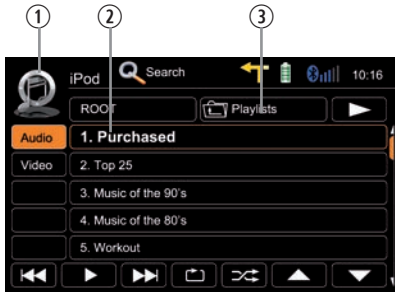 1 2 3
iPod Search 10:16
ROOT Playlists
Audio 1. Purchased
Video 2. Top 25
3. Music of the 90's
4. Music of the 80's
5. Workout